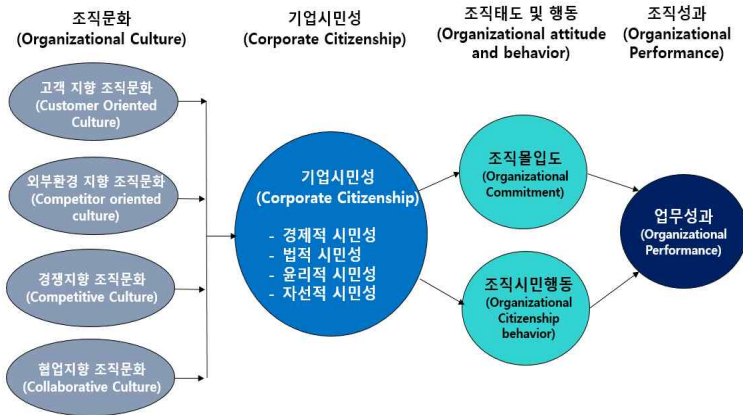 조직문화
(Organizational Culture)
기업시민성
(Corporate Citizenship)
조직태도 및 행동
(Organizational attitude
and behavior)
조직성과
(Organizational
Performance)
고객 지향 조직문화
(Customer Oriented
Culture)
외부환경 지향 조직문화
(Competitor oriented
culture)
경쟁지향 조직문화
(Competitive Culture)
협업지향 조직문화
(Collaborative Culture)
기업시민성
(Corporate Citizenship)
- 경제적 시민성
- 법적 시민성
- 윤리적 시민성
- 자선적 시민성
조직몰입도
(Organizational
Commitment)
조직시민행동
(Organizational
Citizenship
behavior)
업무성과
(Organizational
Performance)